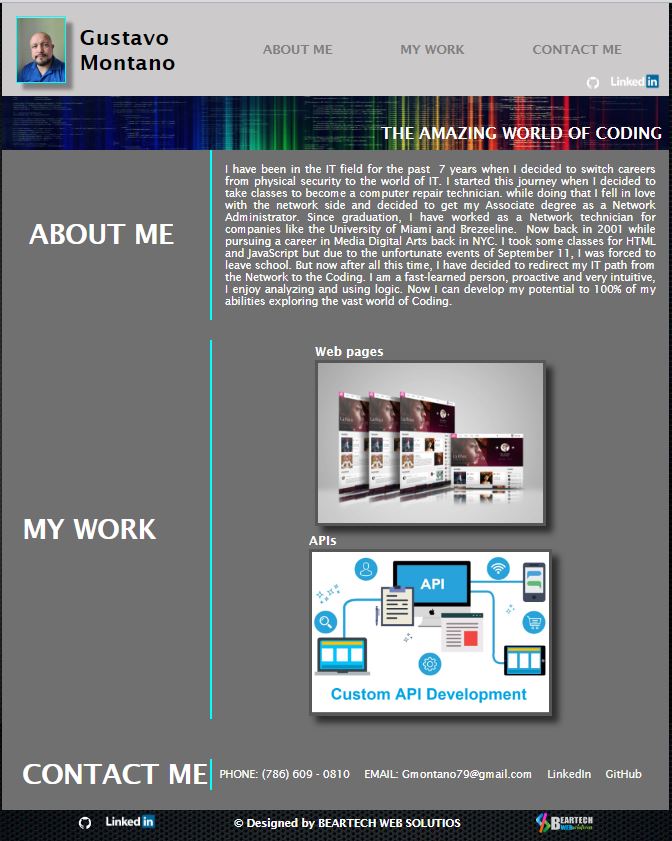 Gustavo
Montano
ABOUT ME
MY WORK
CONTACT ME
Linked in
THE AMAZING WORLD OF CODING
ABOUT ME
I have been in the IT field for the past 7 years when I decided to switch careers
from physical security to the world of IT. I started this journey when I decided to
take classes to become a computer repair technician. while doing that I fell in love
with the network side and decided to get my Associate degree as a Network
Administrator. Since graduation, I have worked as a Network technician for
companies like the University of Miami and Brezeeline. Now back in 2001 while
pursuing a career in Media Digital Arts back in NYC. I took some classes for HTML
and JavaScript but due to the unfortunate events of September 11, I was forced to
leave school. But now after all this time, I have decided to redirect my IT path from
the Network to the Coding. I am a fast-learned person, proactive and very intuitive,
I enjoy analyzing and using logic. Now I can develop my potential to 100% of my
abilities exploring the vast world of Coding.
MY WORK
Web pages
APIs
API
Custom API Development
CONTACT ME
PHONE: (786) 609 - 0810 EMAIL: Gmontano79@gmail.com LinkedIn GitHub
Linked in
© Designed by BEARTECH WEB SOLUTIOS
BEARTECH
WEB solutions